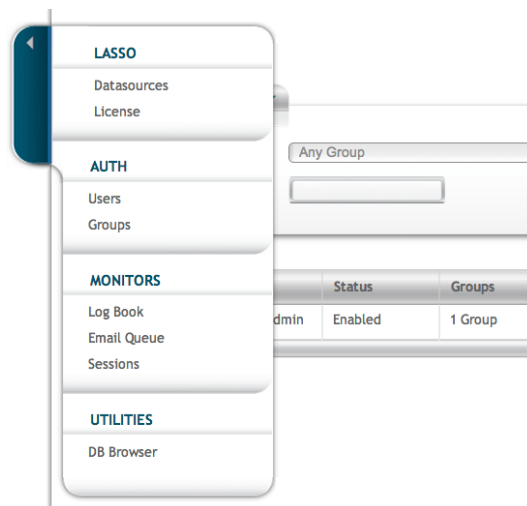 LASSO
Datasources
License
AUTH
Users
Groups
MONITORS
Log Book
Email Queue
Sessions
UTILITIES
DB Browser
Any Group
Status Groups
Enabled 1 Group